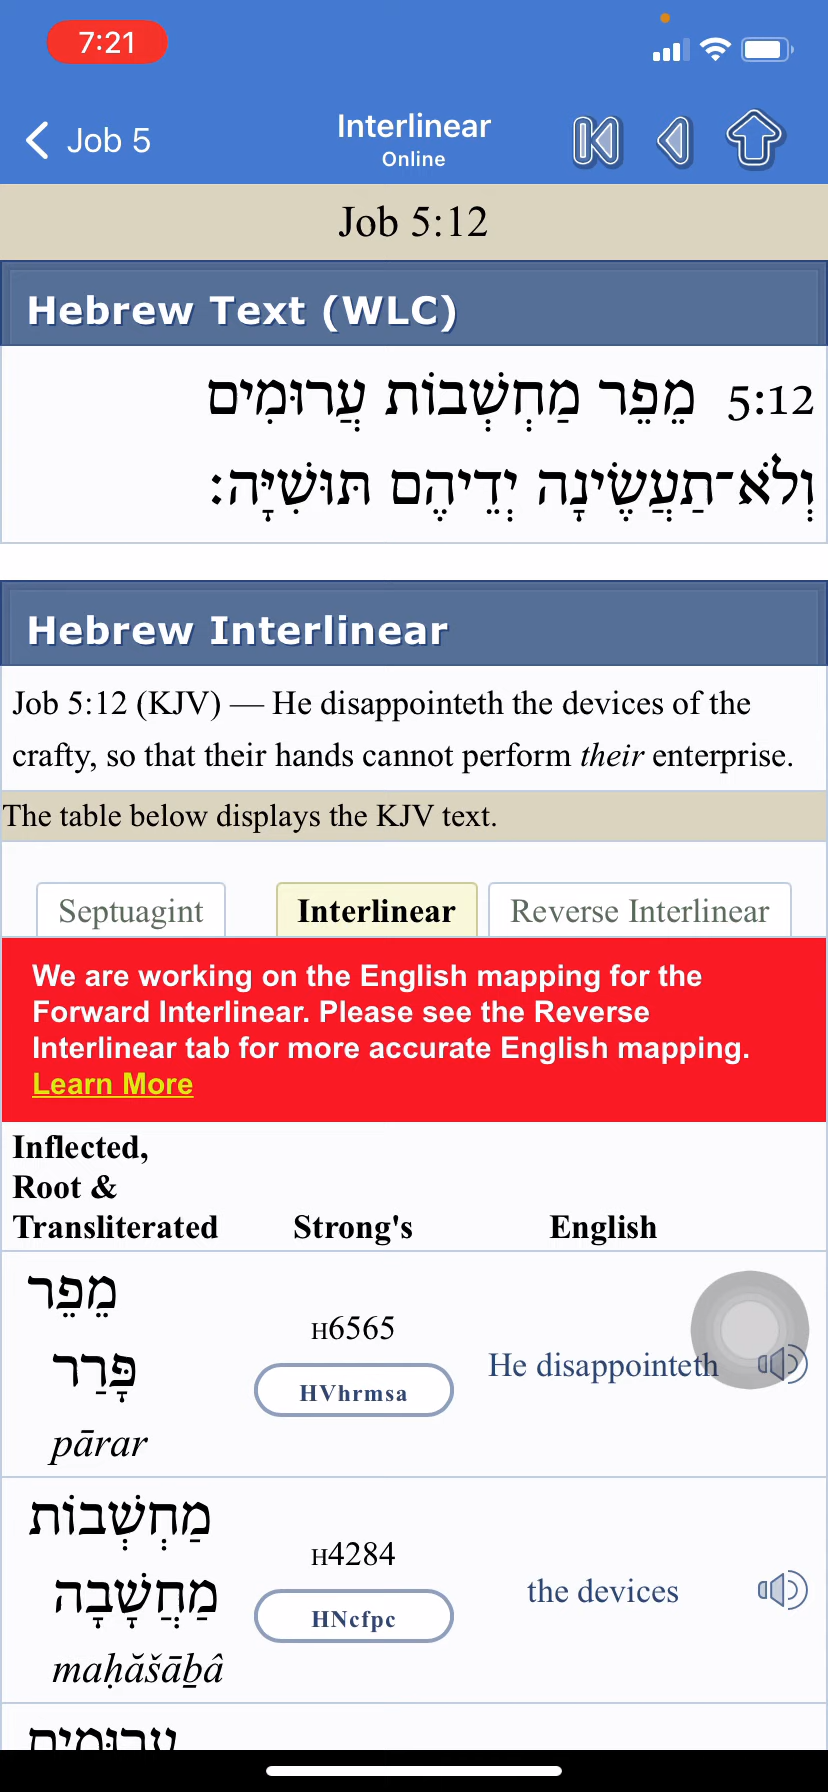 7:21
Job 5
Interlinear
Online
Job 5:12
Hebrew Text (WLC)
5:12 מֵפֵר מַחְשְׁבוֹת עֲרוּמִים
וְלֹא־תַעֲשֶׂינָה יְדֵיהֶם תּוּשִׁיָּה׃
Hebrew Interlinear
Job 5:12 (KJV) — He disappointeth the devices of the
crafty, so that their hands cannot perform their enterprise.
The table below displays the KJV text.
Septuagint
Interlinear
Reverse Interlinear
We are working on the English mapping for the
Forward Interlinear. Please see the Reverse
Interlinear tab for more accurate English mapping.
Learn More
Inflected,
Root &
Transliterated
Strong's
English
מֵפֵר
פָּרַר
pārar
H6565
HVhrmsa
He disappointeth
מַחְשְׁבוֹת
מַחֲשָׁבָה
maḥăšāḇâ
H4284
HNcfpc
the devices
ערומים